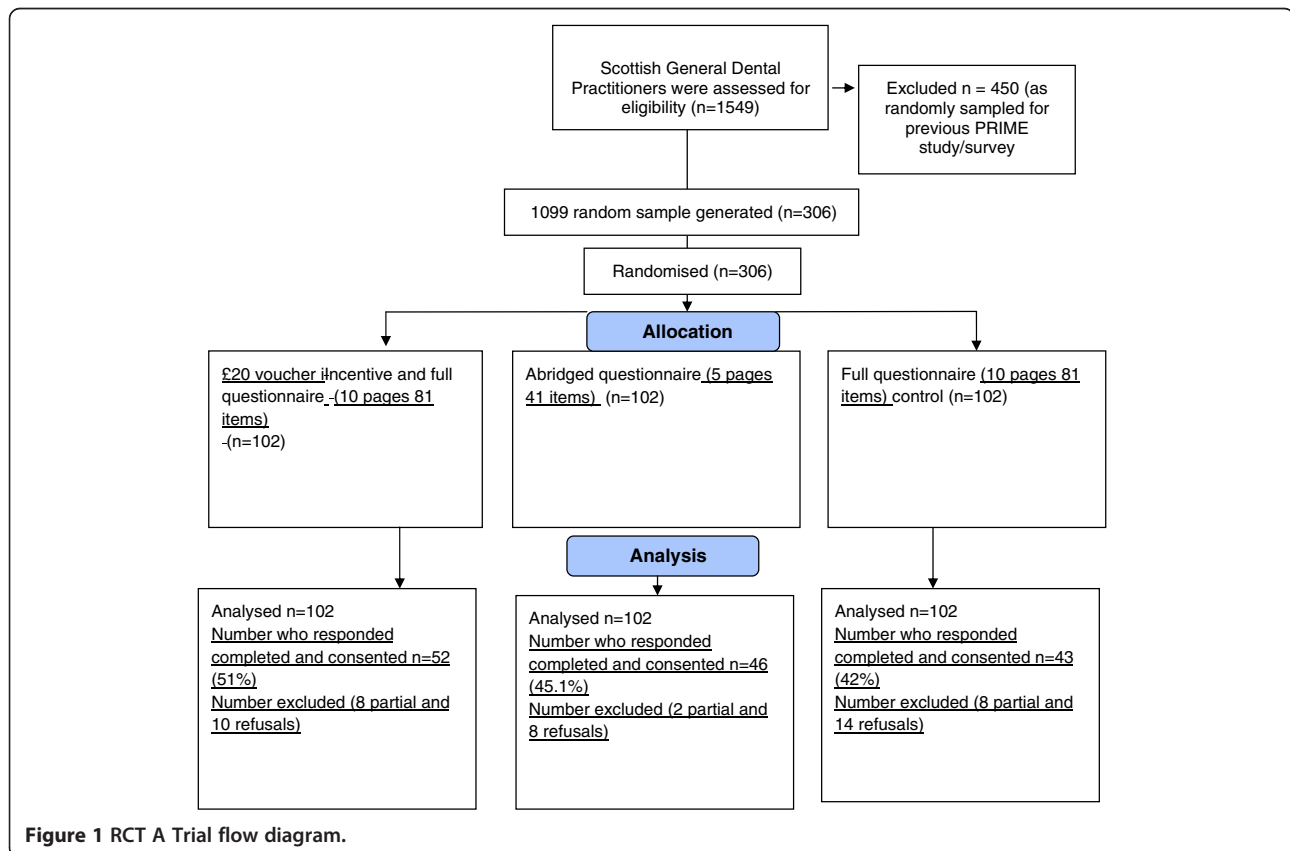 Scottish General Dental
Practitioners were assessed for
eligibility (n=1549)
Excluded n = 450 (as
randomly sampled for
previous PRIME
study/survey
1099 random sample generated (n=306)
Randomised (n=306)
Allocation
£20 voucher iIncentive and full
questionnaire -(10 pages 81
items)
-(n=102)
Abridged questionnaire (5 pages
41 items) (n=102)
Full questionnaire (10 pages 81
items) control (n=102)
Analysis
Analysed n=102
Number who responded
completed and consented n=52
(51%)
Number excluded (8 partial and
10 refusals)
Analysed n=102
Number who responded
completed and consented n=46
(45.1%)
Number excluded (2 partial and
8 refusals)
Analysed n=102
Number who responded
completed and consented n=43
(42%)
Number excluded (8 partial and
14 refusals)
Figure 1 RCT A Trial flow diagram.